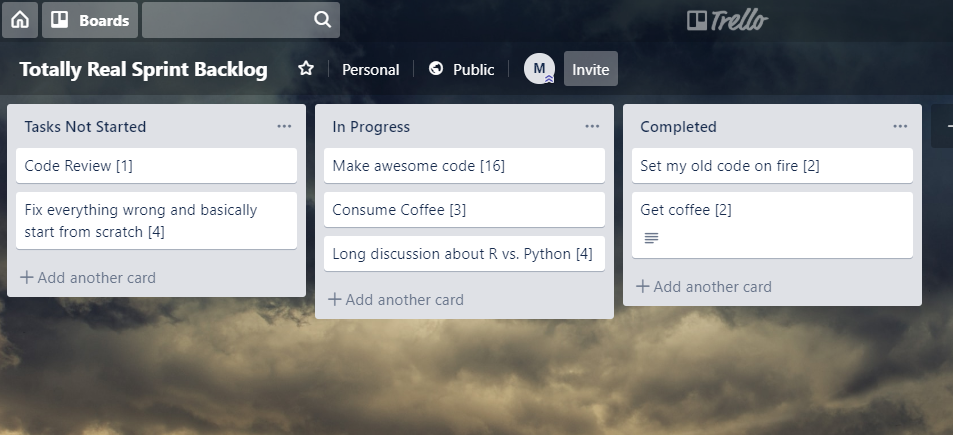 Boards
Trello
Totally Real Sprint Backlog
Personal
Public
M
Invite
Tasks Not Started
Code Review [1]
Fix everything wrong and basically
start from scratch [4]
Add another card
In Progress
Make awesome code [16]
Consume Coffee [3]
Long discussion about R vs. Python [4]
Add another card
Completed
Set my old code on fire [2]
Get coffee [2]
Add another card